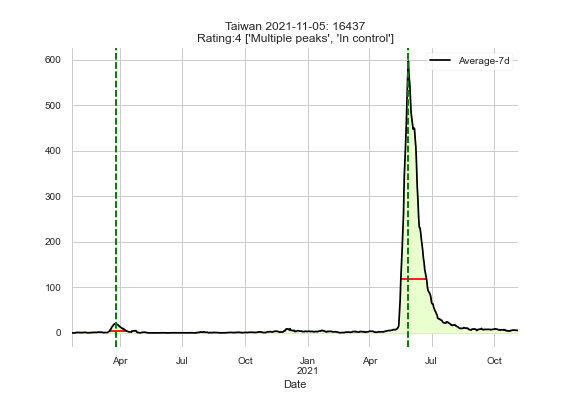 Taiwan 2021-11-05: 16437
Rating:4 ['Multiple peaks', 'In control']
Average-7d
600
500
400
300
200
100
0
Apr
Jul
Oct
Jan
2021
Apr
Jul
Oct
Date